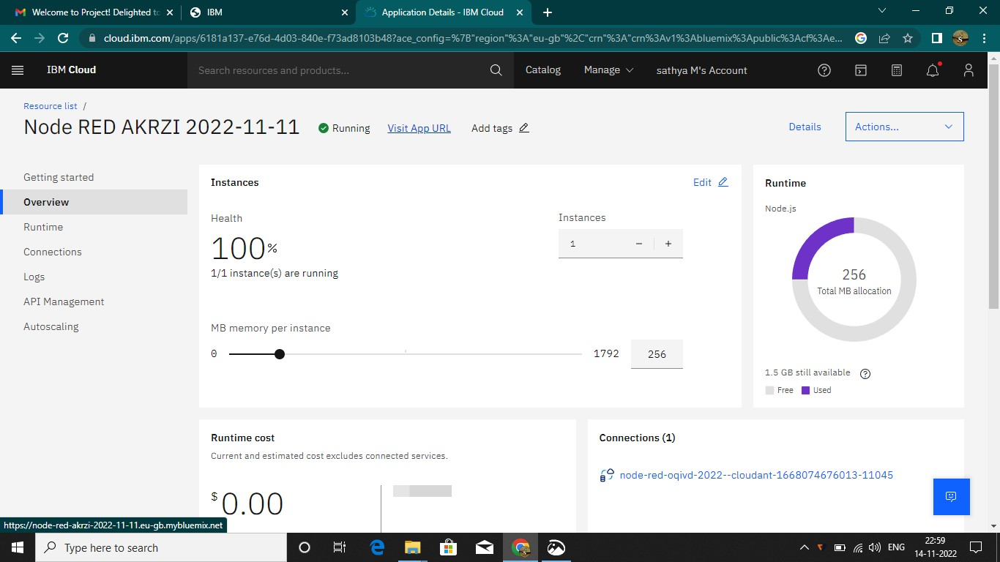 Welcome to Project! Delighted to
IBM
Application Details - IBM Cloud
cloud.ibm.com/apps/6181a137-e76d-4d03-840e-f73ad8103b48?ace_config=%7B"region"%3A"eu-gb"%2C"crn"%3A"crn%3Av1%3Abluemix%3Apublic%3Acf%3Ae...
IBM Cloud
Search resources and products...
Catalog
Manage
sathya M's Account
Resource list /
Node RED AKRZI 2022-11-11
Running
Visit App URL
Add tags
Details
Actions...
Getting started
Overview
Runtime
Connections
Logs
API Management
Autoscaling
Instances
Edit
Health
100%
1/1 instance(s) are running
Instances
1 − +
MB memory per instance
0
1792
256
Runtime
Node.js
256
Total MB allocation
1.5 GB still available
Free
Used
Runtime cost
Current and estimated cost excludes connected services.
$0.00
Connections (1)
node-red-oqivd-2022--cloudant-1668074676013-11045
https://node-red-akrzi-2022-11-11.eu-gb.mybluemix.net
Type here to search
ENG
22:59
14-11-2022